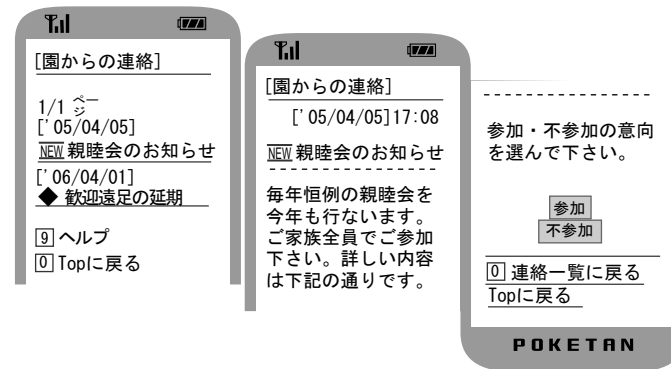 [園からの連絡]
1/1 ページ
['05/04/05]
NEW 親睦会のお知らせ
['06/04/01]
◆ 歓迎遠足の延期
9 ヘルプ
0 Topに戻る
[園からの連絡]
['05/04/05]17:08
NEW 親睦会のお知らせ
毎年恒例の親睦会を
今年も行ないます。
ご家族全員でご参加
下さい。詳しい内容
は下記の通りです。
参加・不参加の意向
を選んで下さい。
参加
不参加
0 連絡一覧に戻る
Topに戻る
POKETAN